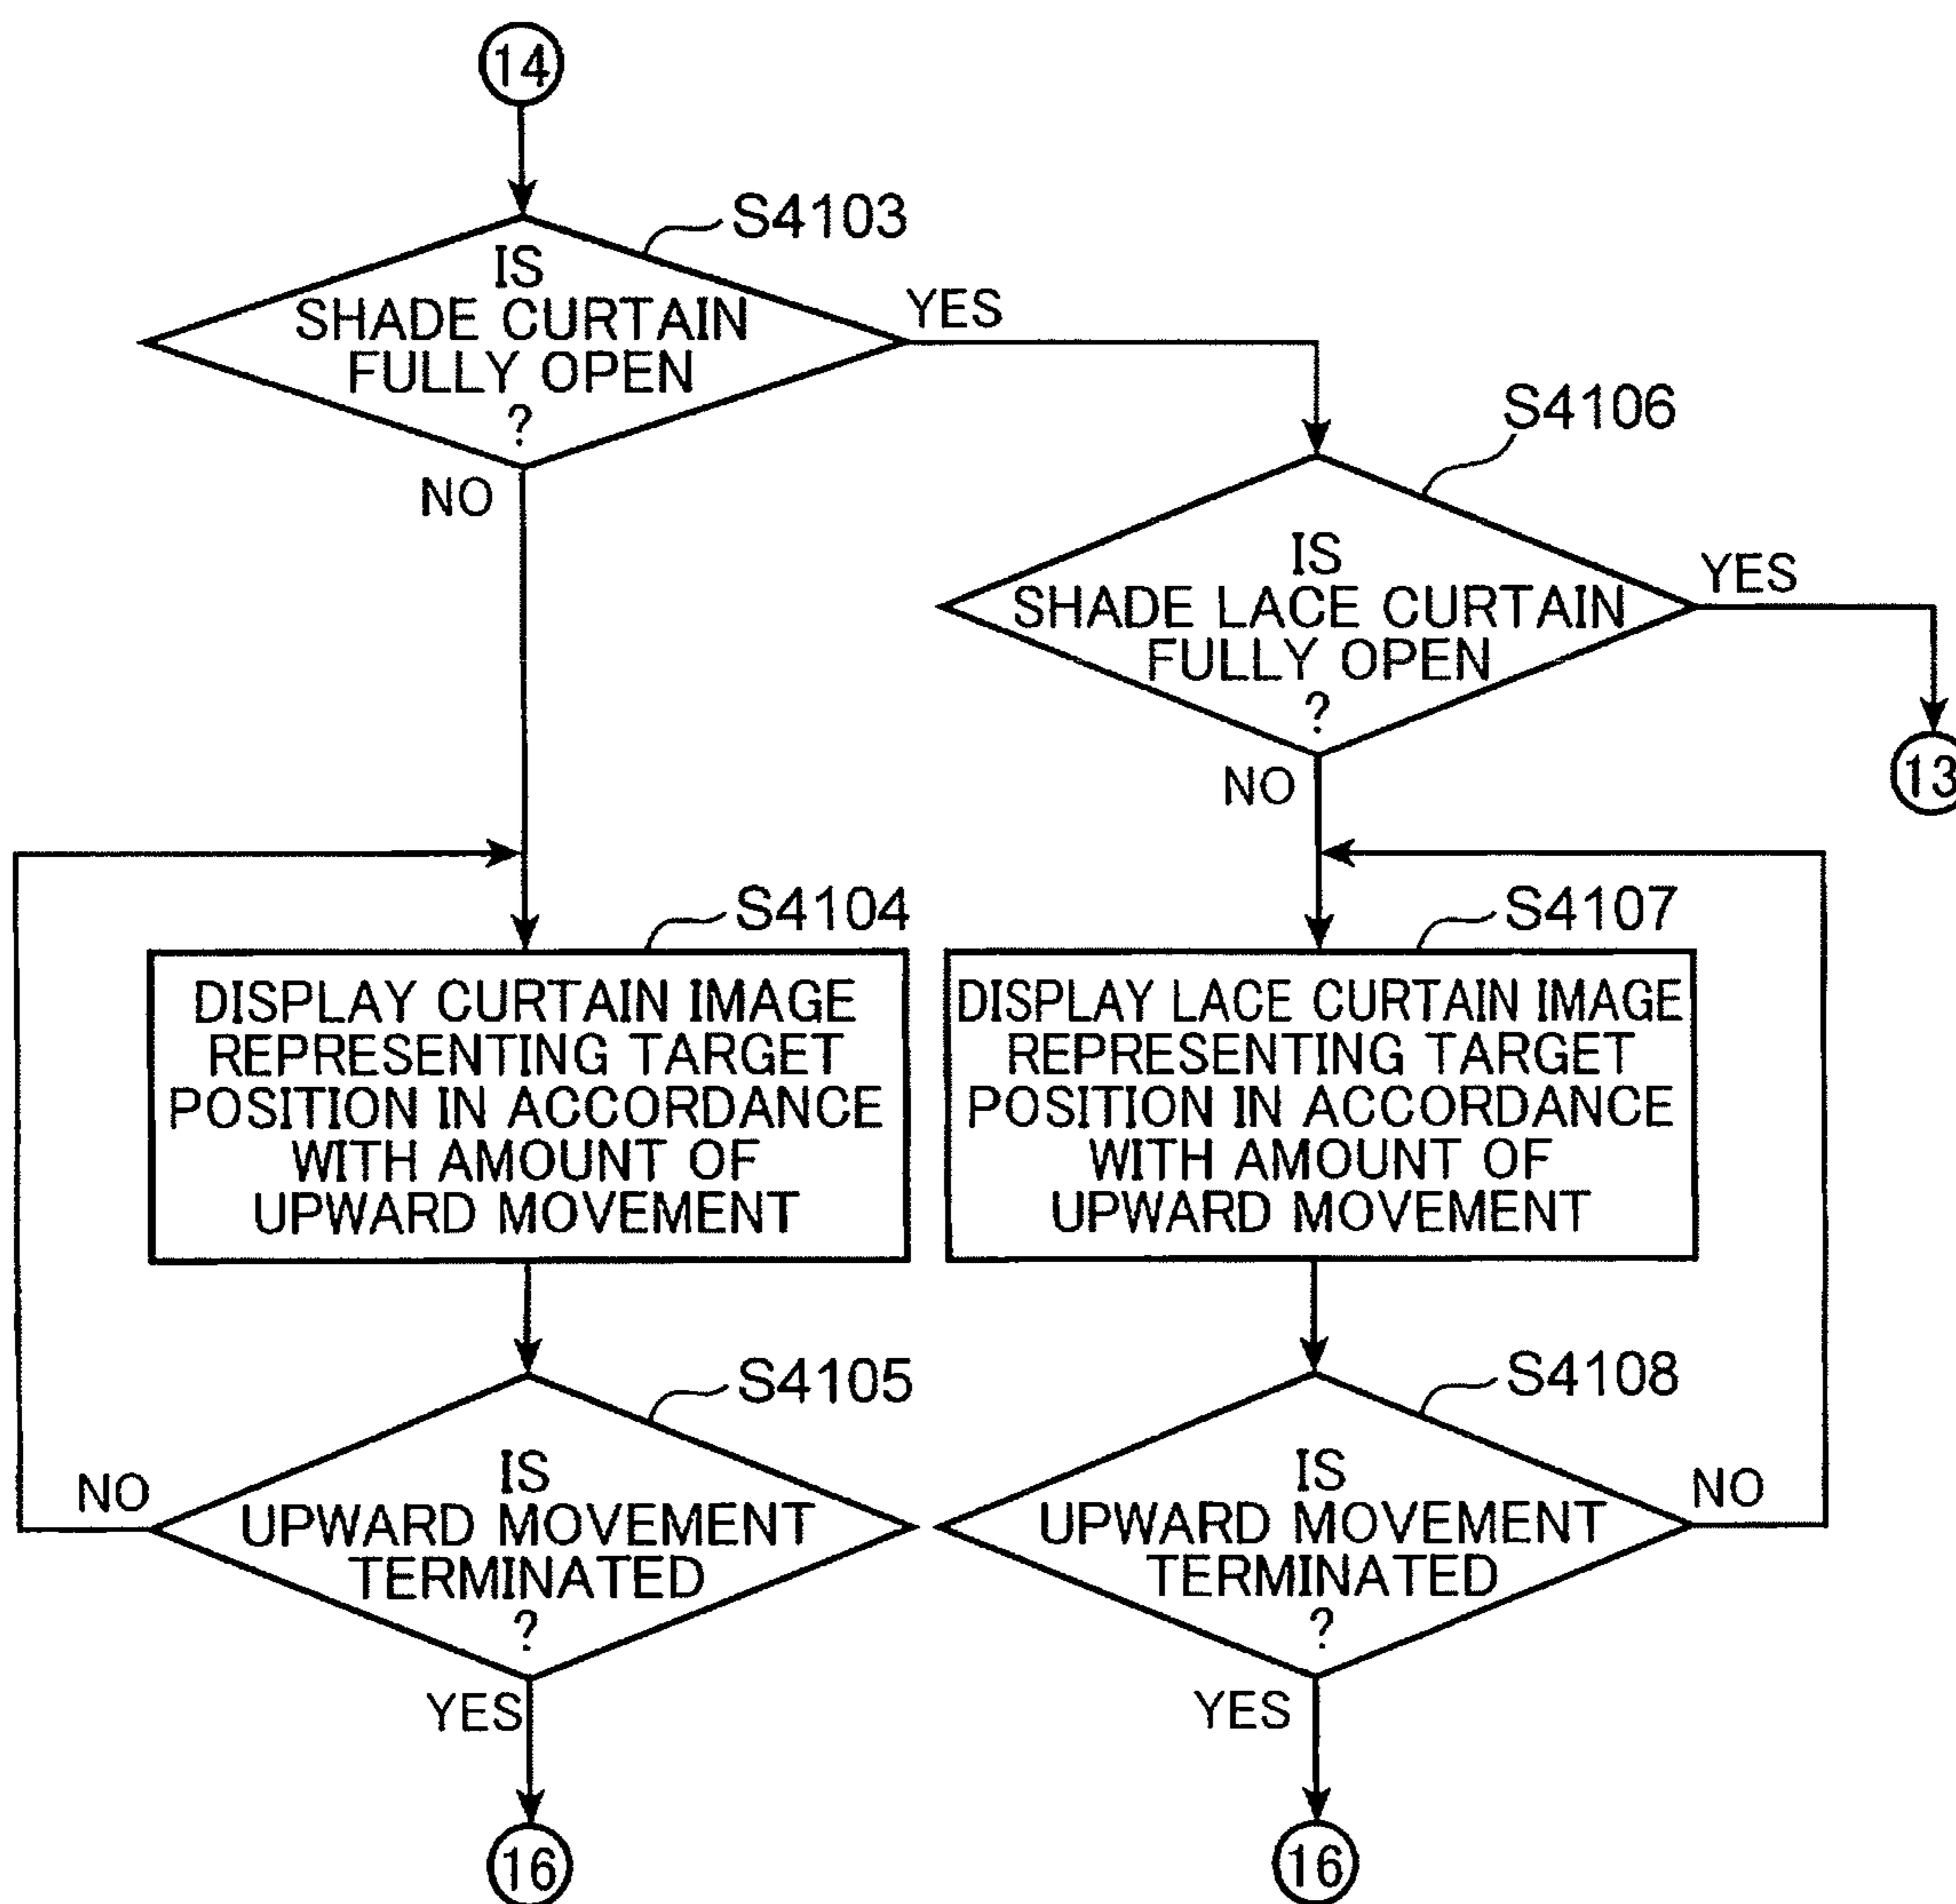 14
S4103
IS
SHADE CURTAIN
FULLY OPEN
?
YES
NO
S4106
IS
SHADE LACE CURTAIN
FULLY OPEN
?
YES
NO
13
S4104
DISPLAY CURTAIN IMAGE
REPRESENTING TARGET
POSITION IN ACCORDANCE
WITH AMOUNT OF
UPWARD MOVEMENT
S4107
DISPLAY LACE CURTAIN IMAGE
REPRESENTING TARGET
POSITION IN ACCORDANCE
WITH AMOUNT OF
UPWARD MOVEMENT
S4105
IS
UPWARD MOVEMENT
TERMINATED
?
NO
YES
16
S4108
IS
UPWARD MOVEMENT
TERMINATED
?
NO
YES
16